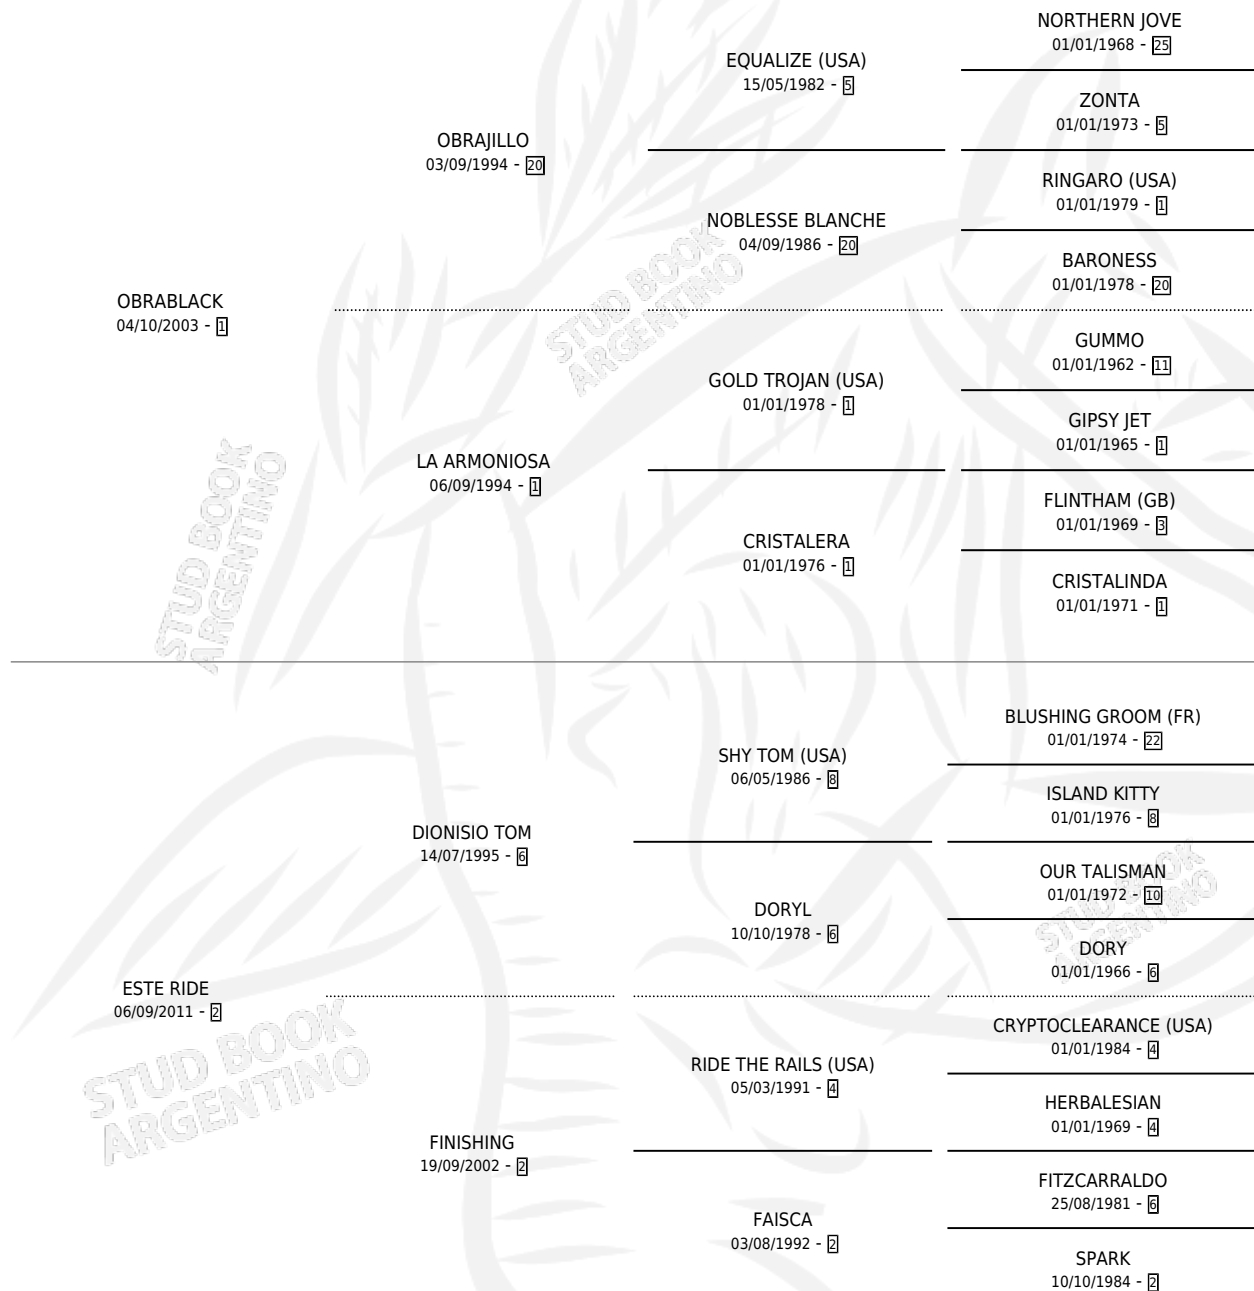 NORTHERN JOVE
01/01/1968 - 25
EQUALIZE (USA)
15/05/1982 - 5
ZONTA
01/01/1973 - 5
OBRAJILLO
03/09/1994 - 20
RINGARO (USA)
01/01/1979 - 1
NOBLESSE BLANCHE
04/09/1986 - 20
BARONESS
01/01/1978 - 20
OBRABLACK
04/10/2003 - 1
GUMMO
01/01/1962 - 11
GOLD TROJAN (USA)
01/01/1978 - 1
GIPSY JET
01/01/1965 - 1
LA ARMONIOSA
06/09/1994 - 1
FLINTHAM (GB)
01/01/1969 - 3
CRISTALERA
01/01/1976 - 1
CRISTALINDA
01/01/1971 - 1
BLUSHING GROOM (FR)
01/01/1974 - 22
SHY TOM (USA)
06/05/1986 - 8
ISLAND KITTY
01/01/1976 - 8
DIONISIO TOM
14/07/1995 - 6
OUR TALISMAN
01/01/1972 - 10
DORYL
10/10/1978 - 6
DORY
01/01/1966 - 6
ESTE RIDE
06/09/2011 - 2
CRYPTOCLEARANCE (USA)
01/01/1984 - 4
RIDE THE RAILS (USA)
05/03/1991 - 4
HERBALESIAN
01/01/1969 - 4
FINISHING
19/09/2002 - 2
FITZCARRALDO
25/08/1981 - 6
FAISCA
03/08/1992 - 2
SPARK
10/10/1984 - 2
STUD BOOK
ARGENTINO
STUD BOOK
ARGENTINO
STUD BOOK
ARGENTINO
STUD BOOK
ARGENTINO